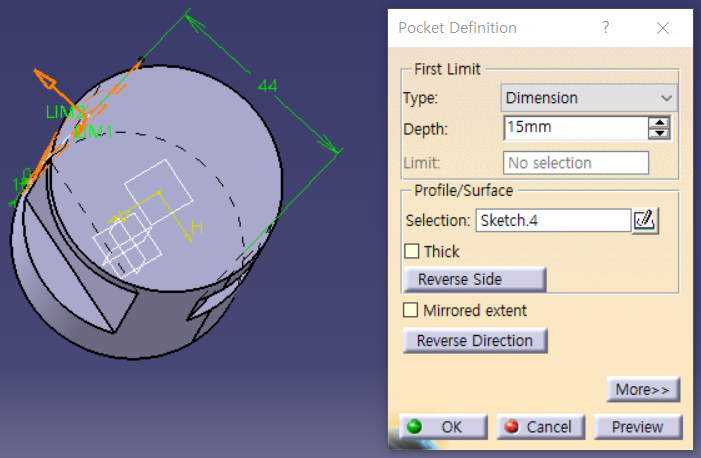 Pocket Definition
?
First Limit
Type:
Dimension
Depth:
15mm
Limit:
No selection
Profile/Surface
Selection:
Sketch.4
Thick
Reverse Side
Mirrored extent
Reverse Direction
More>>
OK
Cancel
Preview
44
LIM2
LIM1
H